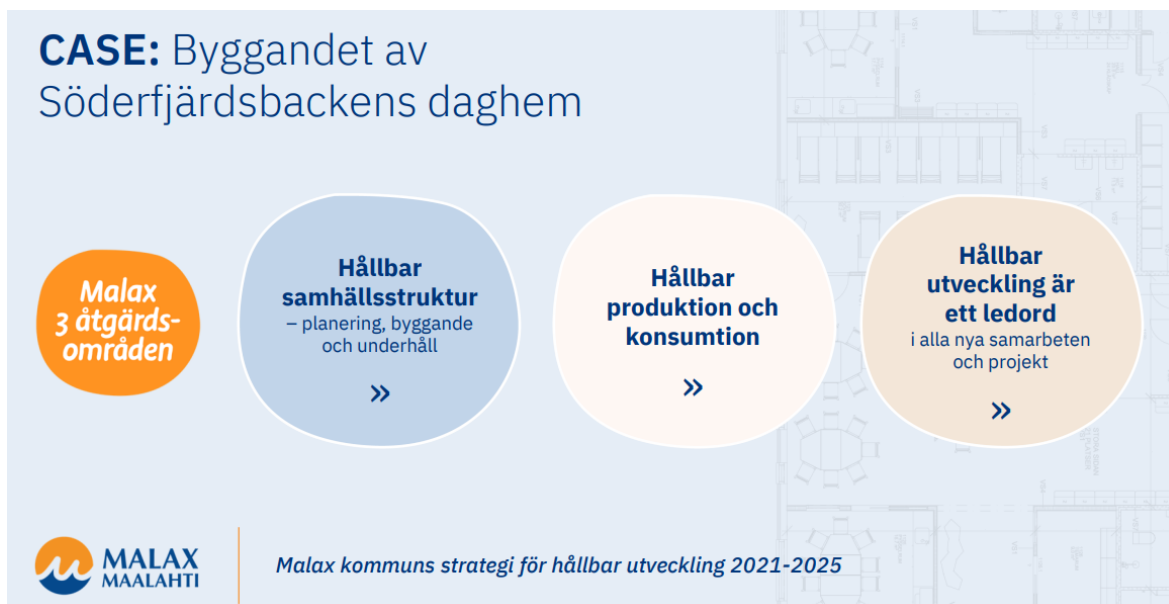 CASE: Byggandet av
Söderfjärdsbackens daghem
Malax
3 åtgärds-
områden
Hållbar
samhällsstruktur
– planering, byggande
och underhåll
»
Hållbar
produktion och
konsumtion
»
Hållbar
utveckling är
ett ledord
i alla nya samarbeten
och projekt
»
MALAX
MAALAHTI
Malax kommuns strategi för hållbar utveckling 2021-2025